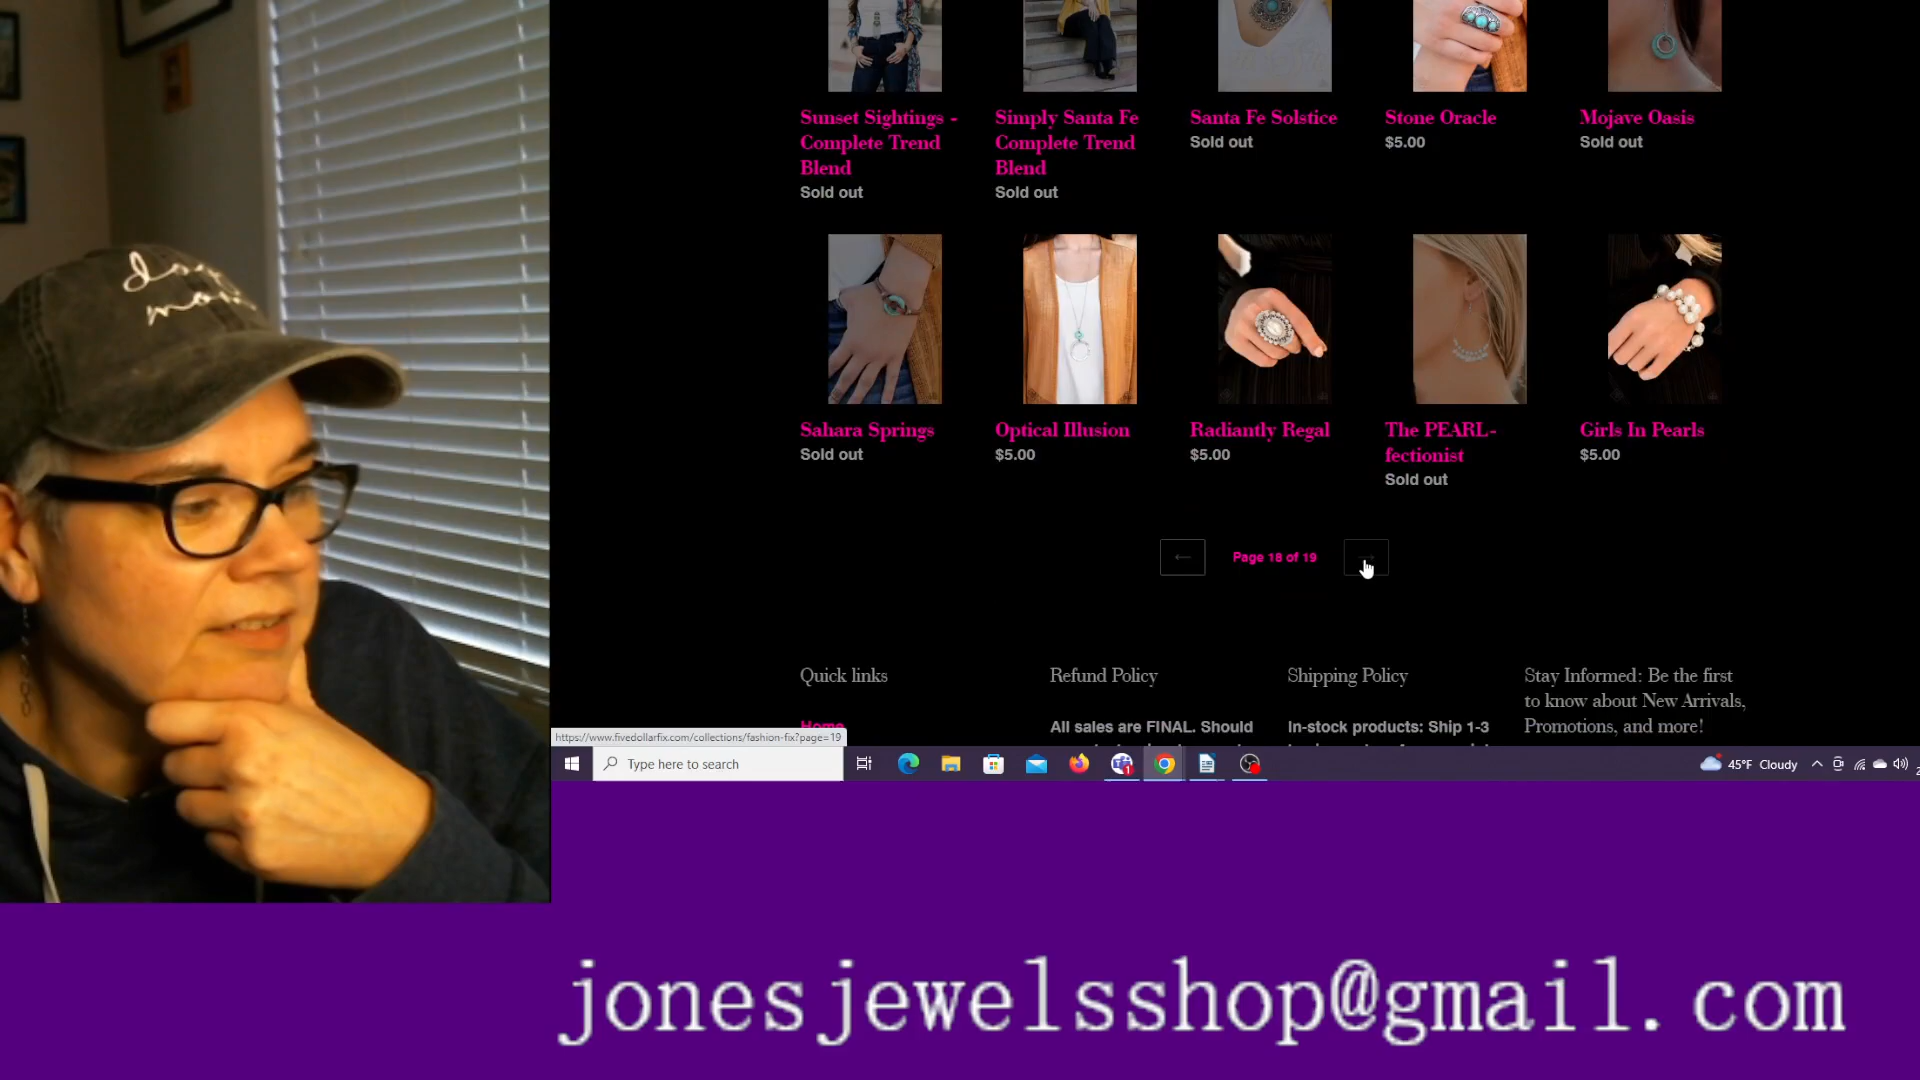 Sunset Sightings -
Complete Trend
Blend
Sold out
Simply Santa Fe
Complete Trend
Blend
Sold out
Santa Fe Solstice
Sold out
Stone Oracle
$5.00
Mojave Oasis
Sold out
Sahara Springs
Sold out
Optical Illusion
$5.00
Radiantly Regal
$5.00
The PEARL-
fectionist
Sold out
Girls In Pearls
$5.00
← Page 18 of 19 →
Quick links
Home
Refund Policy
All sales are FINAL. Should
Shipping Policy
In-stock products: Ship 1-3
Stay Informed: Be the first
to know about New Arrivals,
Promotions, and more!
https://www.fivedollarfix.com/collections/fashion-fix?page=19
Type here to search
45°F Cloudy
jonesjewelsshop@gmail.com